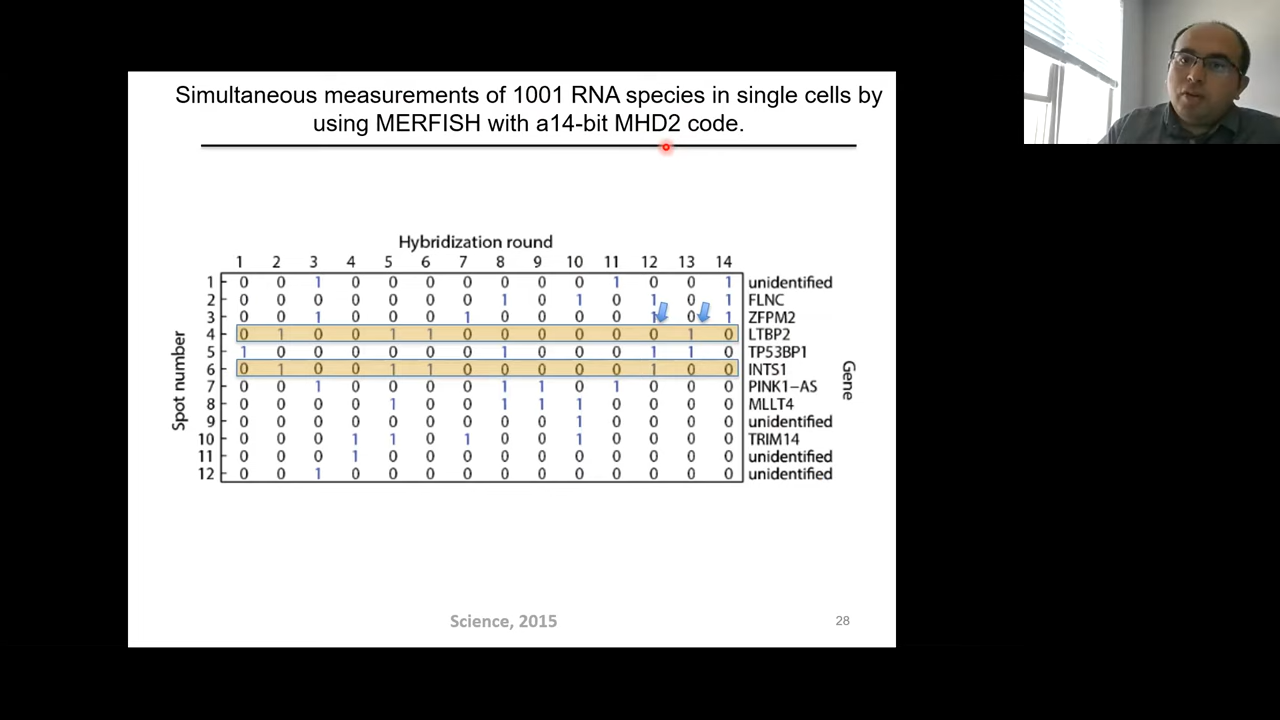 Simultaneous measurements of 1001 RNA species in single cells by
using MERFISH with a14-bit MHD2 code.
Hybridization round
1 2 3 4 5 6 7 8 9 10 11 12 13 14
Spot number
Gene
1 0 0 1 0 0 0 0 0 0 0 1 0 0 1 unidentified
2 0 0 0 0 0 0 0 1 0 1 0 1 0 1 FLNC
3 0 0 1 0 0 0 1 0 0 0 0 1 0 1 ZFPM2
4 0 1 0 0 1 1 0 0 0 0 0 0 1 0 LTBP2
5 1 0 0 0 0 0 0 1 0 0 0 1 1 0 TP53BP1
6 0 1 0 0 1 1 0 0 0 0 0 1 0 0 INTS1
7 0 0 1 0 0 0 0 1 1 0 1 0 0 0 PINK1−AS
8 0 0 0 0 1 0 0 1 1 1 0 0 0 0 MLLT4
9 0 0 0 0 0 0 0 0 0 1 0 0 0 0 unidentified
10 0 0 0 1 1 0 1 0 0 1 0 0 0 0 TRIM14
11 0 0 0 1 0 0 0 0 0 0 0 0 0 0 unidentified
12 0 0 1 0 0 0 0 0 0 0 0 0 0 0 unidentified
Science, 2015
28